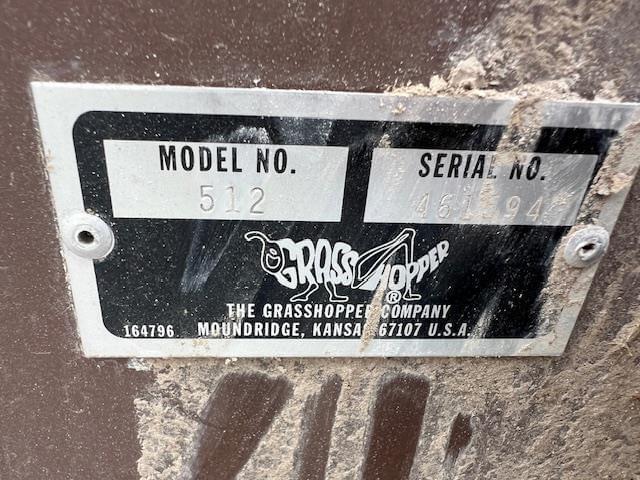 MODEL NO.
512
SERIAL NO.
GRASSHOPPER
®
THE GRASSHOPPER COMPANY
164796 MOUNDRIDGE, KANSAS 67107 U.S.A.